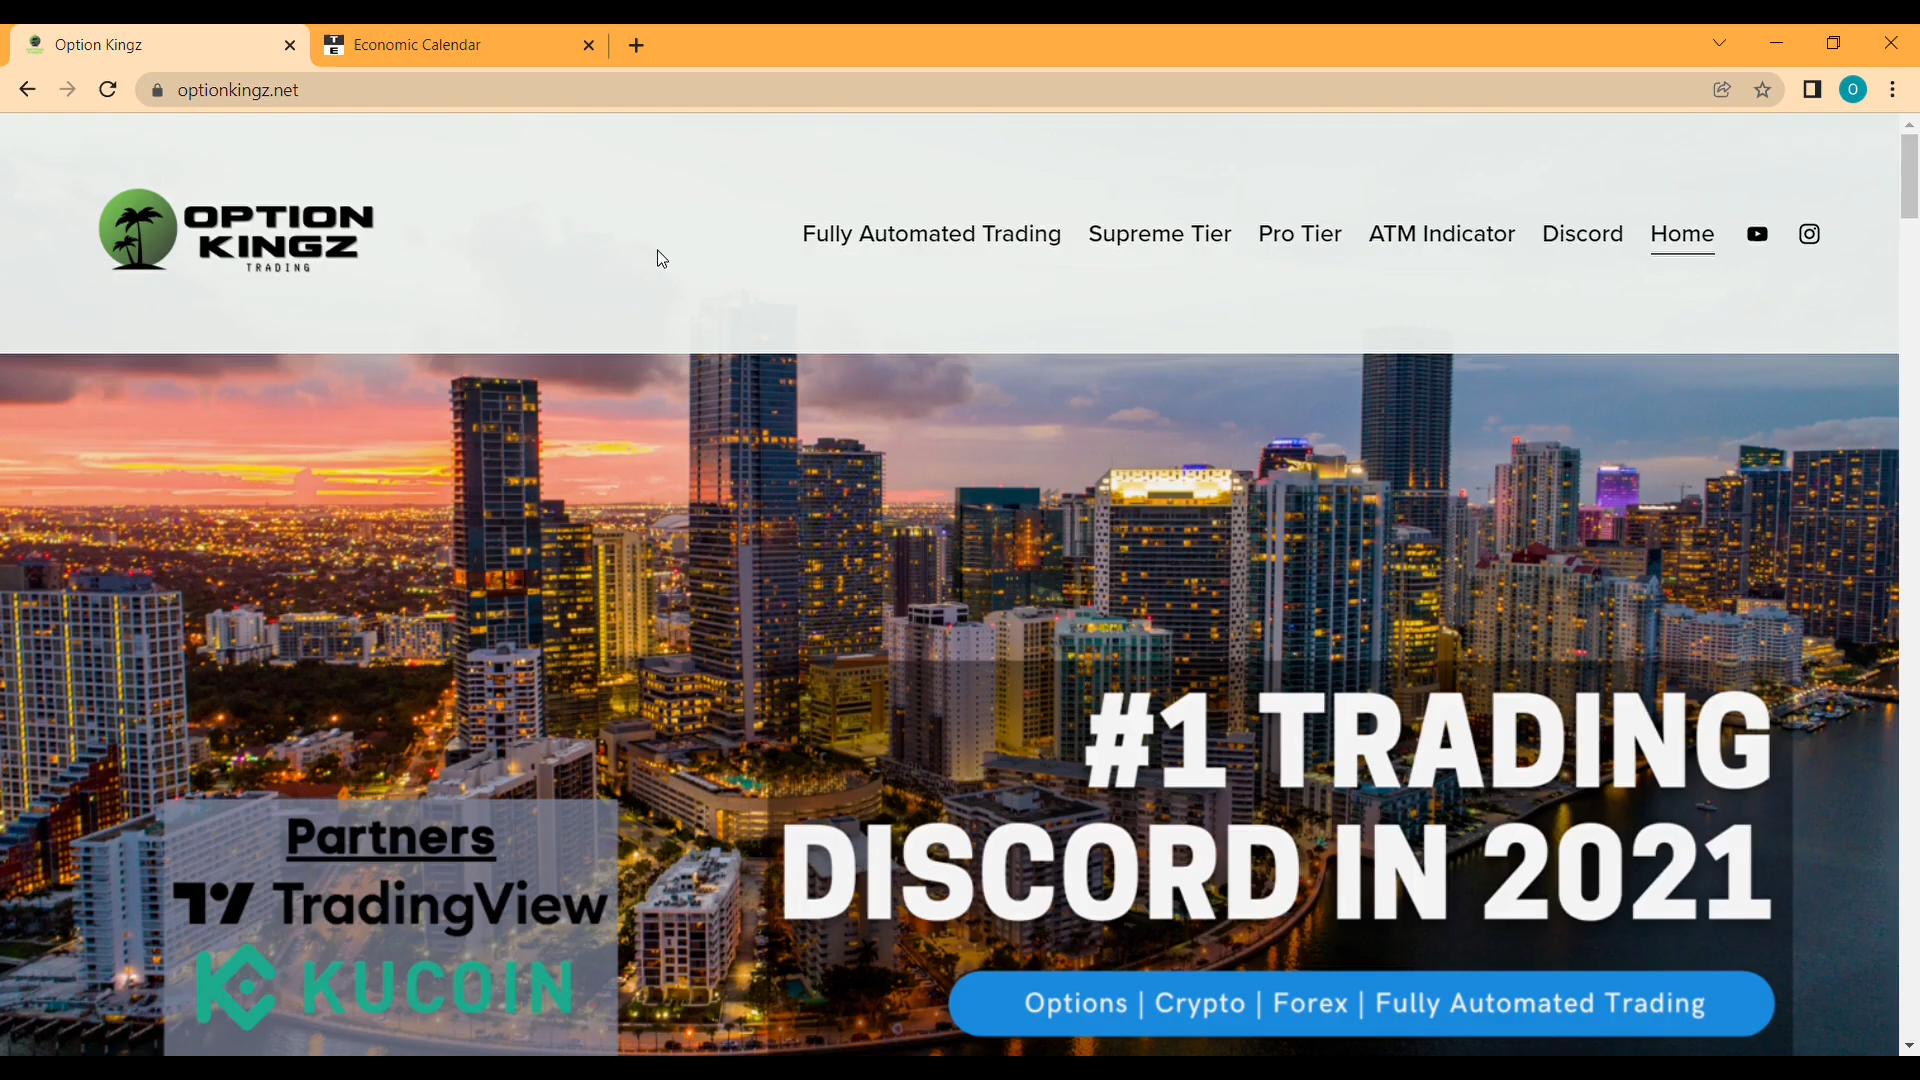 Option Kingz
Economic Calendar
optionkingz.net
O
OPTION
KINGZ
TRADING
Fully Automated Trading
Supreme Tier
Pro Tier
ATM Indicator
Discord
Home
#1 TRADING
DISCORD IN 2021
Partners
TradingView
KUCOIN
Options | Crypto | Forex | Fully Automated Trading